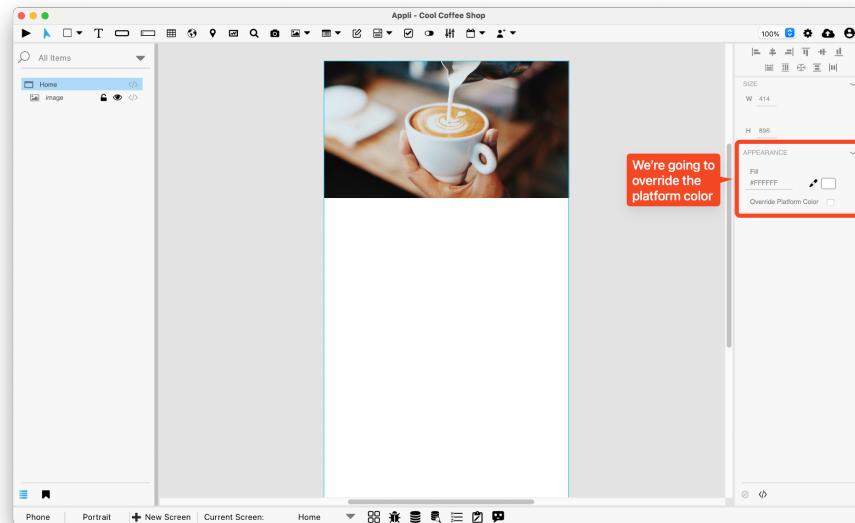 Appli - Cool Coffee Shop
T
100%
All Items
Home </>
image </>
SIZE
W 414
H 896
APPEARANCE
Fill
#FFFFFF
Override Platform Color
We're going to
override the
platform color
</>
Phone Portrait New Screen Current Screen: Home